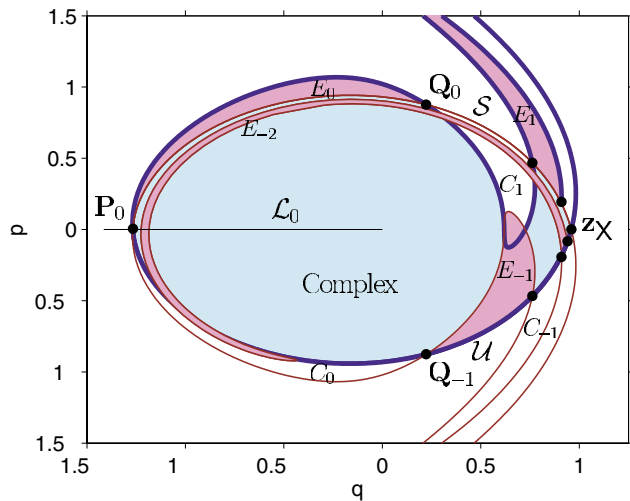 1.5
1
E₀
Q₀
S
E₁
E₋₂
0.5
C₁
P₀
L₀
z_X
p
0
E₋₁
Complex
0.5
C₋₁
U
C₀
Q₋₁
1
1.5
1.5 1 0.5 0 0.5 1
q